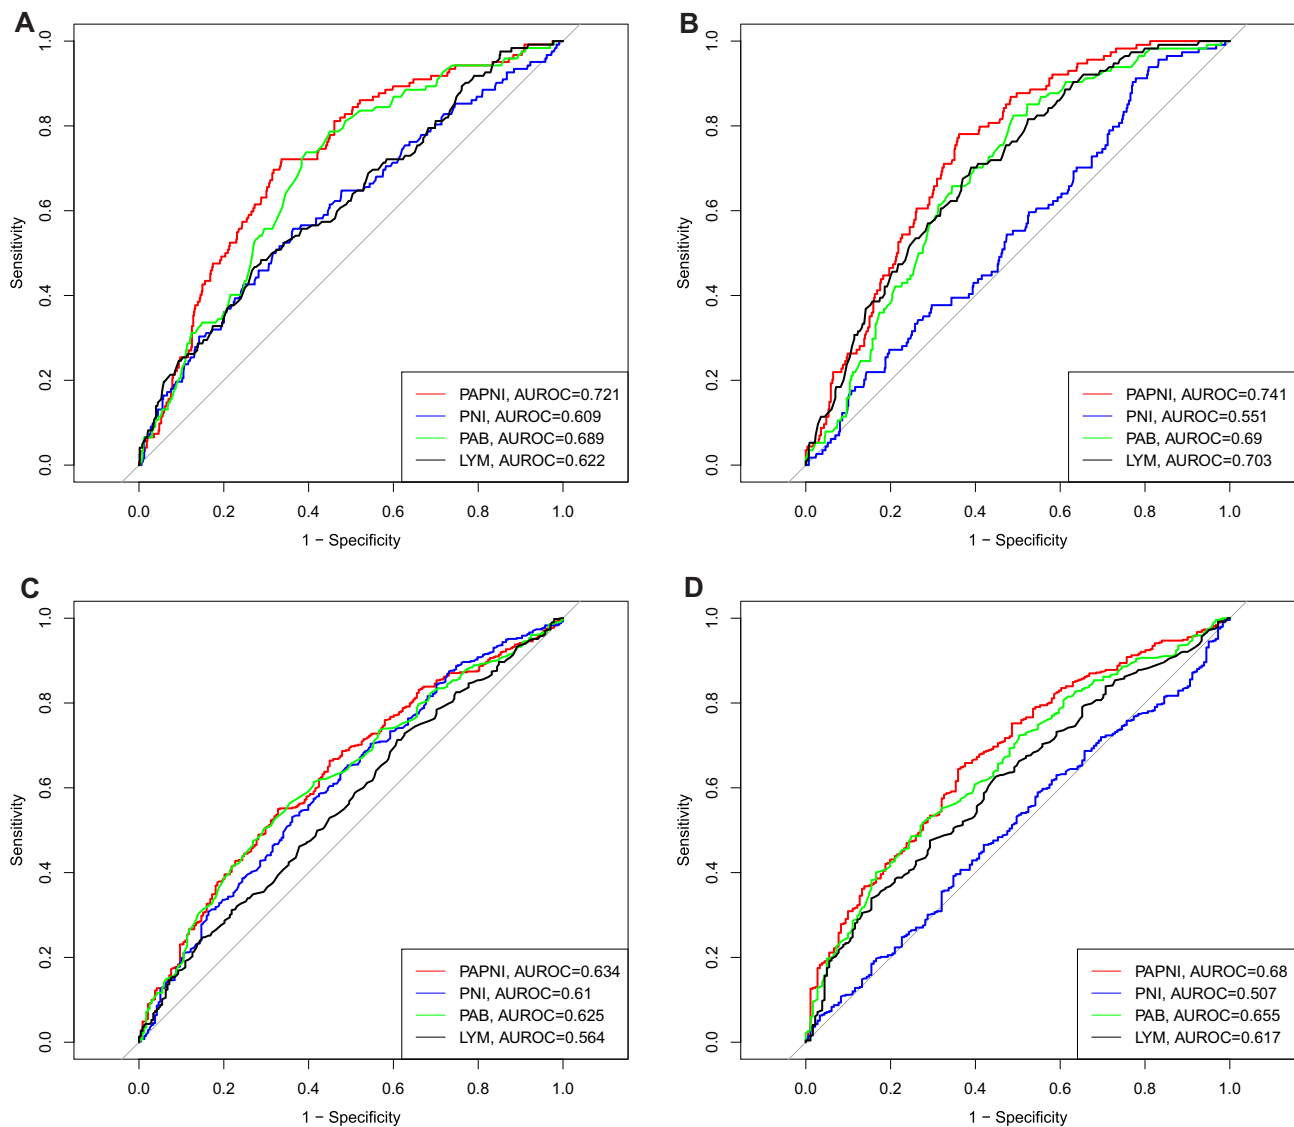 A
1.0
0.8
0.6
0.4
0.2
0.0
Sensitivity
PAPNI, AUROC=0.721
PNI, AUROC=0.609
PAB, AUROC=0.689
LYM, AUROC=0.622
0.0 0.2 0.4 0.6 0.8 1.0
1 − Specificity
B
1.0
0.8
0.6
0.4
0.2
0.0
Sensitivity
PAPNI, AUROC=0.741
PNI, AUROC=0.551
PAB, AUROC=0.69
LYM, AUROC=0.703
0.0 0.2 0.4 0.6 0.8 1.0
1 − Specificity
C
1.0
0.8
0.6
0.4
0.2
0.0
Sensitivity
PAPNI, AUROC=0.634
PNI, AUROC=0.61
PAB, AUROC=0.625
LYM, AUROC=0.564
0.0 0.2 0.4 0.6 0.8 1.0
1 − Specificity
D
1.0
0.8
0.6
0.4
0.2
0.0
Sensitivity
PAPNI, AUROC=0.68
PNI, AUROC=0.507
PAB, AUROC=0.655
LYM, AUROC=0.617
0.0 0.2 0.4 0.6 0.8 1.0
1 − Specificity